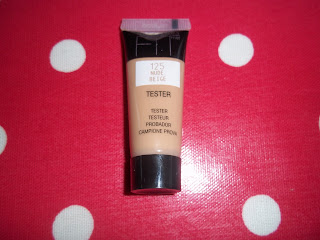 125
NUDE
BEIGE
TESTER
TESTER
TESTEUR
PROBADOR
CAMPIONE PROVA